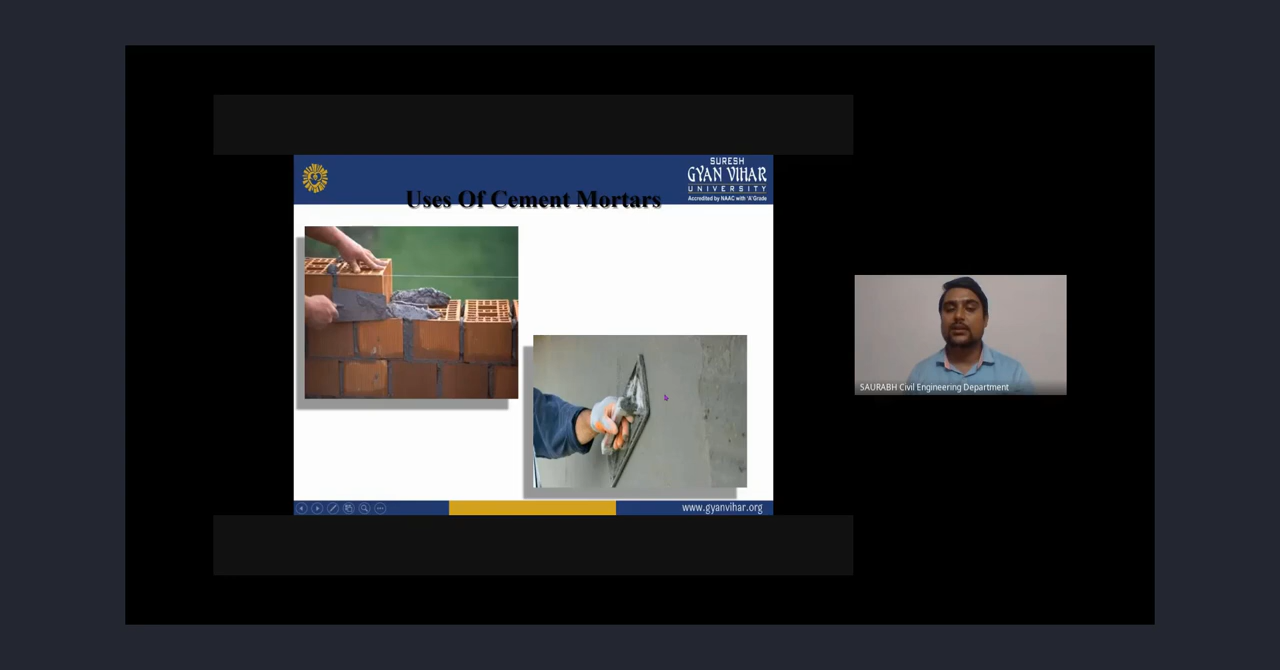 SURESH
GYAN VIHAR
UNIVERSITY
Accredited by NAAC with 'A' Grade
Uses Of Cement Mortars
SAURABH Civil Engineering Department
www.gyanvihar.org